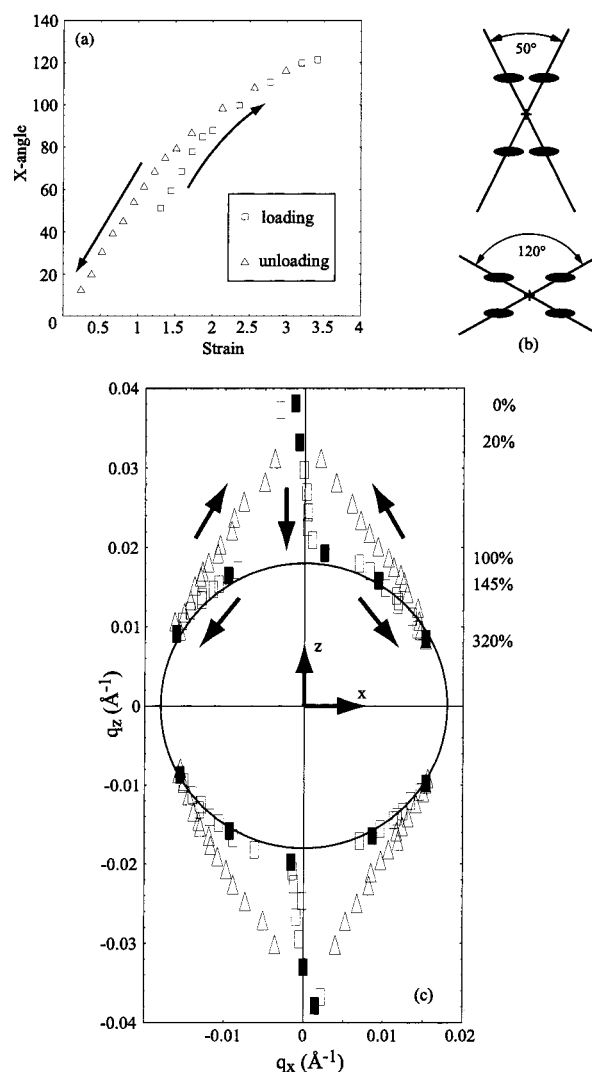 (a)
140
120
100
80
60
40
20
0
X-angle
loading
unloading
0.5 1 1.5 2 2.5 3 3.5 4
Strain
50°
120°
(b)
0.04
0.03
0.02
0.01
0
-0.01
-0.02
-0.03
-0.04
q_z (Å⁻¹)
0%
20%
100%
145%
320%
z
x
(c)
-0.01 0 0.01 0.02
q_x (Å⁻¹)